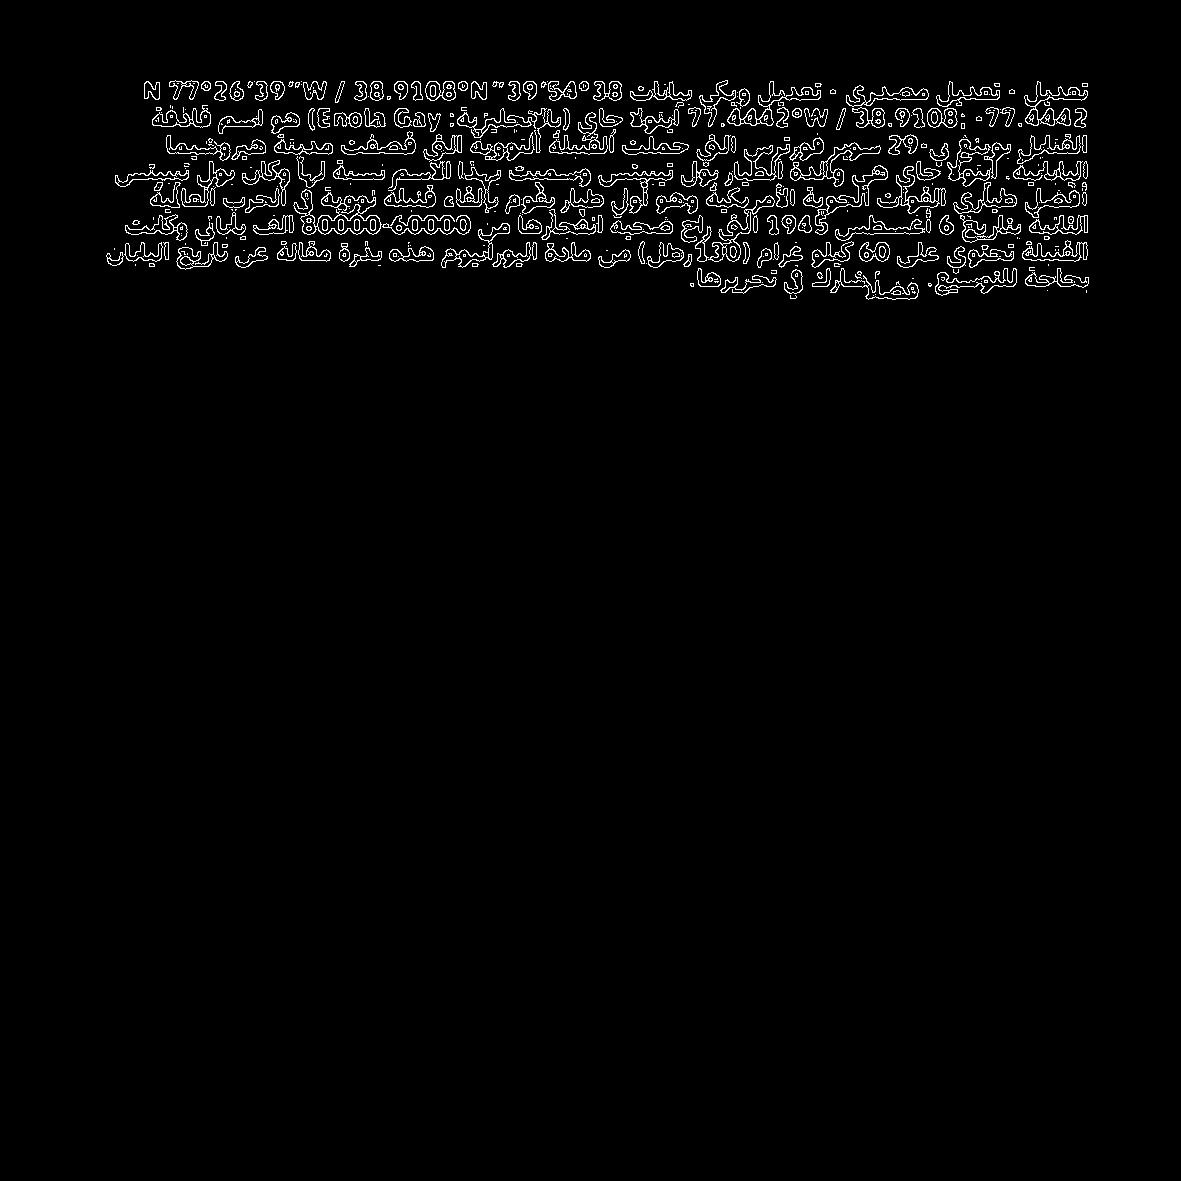 تعديل - تعديل مصدري - تعديل ويكي بيانات 38°54′39″N 77°26′39″W / 38.9108°N
77.4442°W / 38.9108; -77.4442 اينولا جاي (بالإنجليزية: Enola Gay) هو اسم قاذفة
القنابل بوينغ بي-29 سوبر فورترس التي حملت القنبلة النووية التي قصفت مدينة هيروشيما
اليابانية. اينولا جاي هي والدة الطيار بول تيبيتس وسميت بهذا الاسم نسبة لها وكان بول تيبيتس
أفضل طياري القوات الجوية الأمريكية وهو أول طيار يقوم بإلقاء قنبلة نووية في الحرب العالمية
الثانية بتاريخ 6 أغسطس 1945 التي راح ضحية انفجارها من 60000-80000 الف ياباني وكانت
القنبلة تحتوي على 60 كيلو غرام (130رطل) من مادة اليورانيوم هذه بذرة مقالة عن تاريخ اليابان
بحاجة للتوسيع. فضلًا شارك في تحريرها.